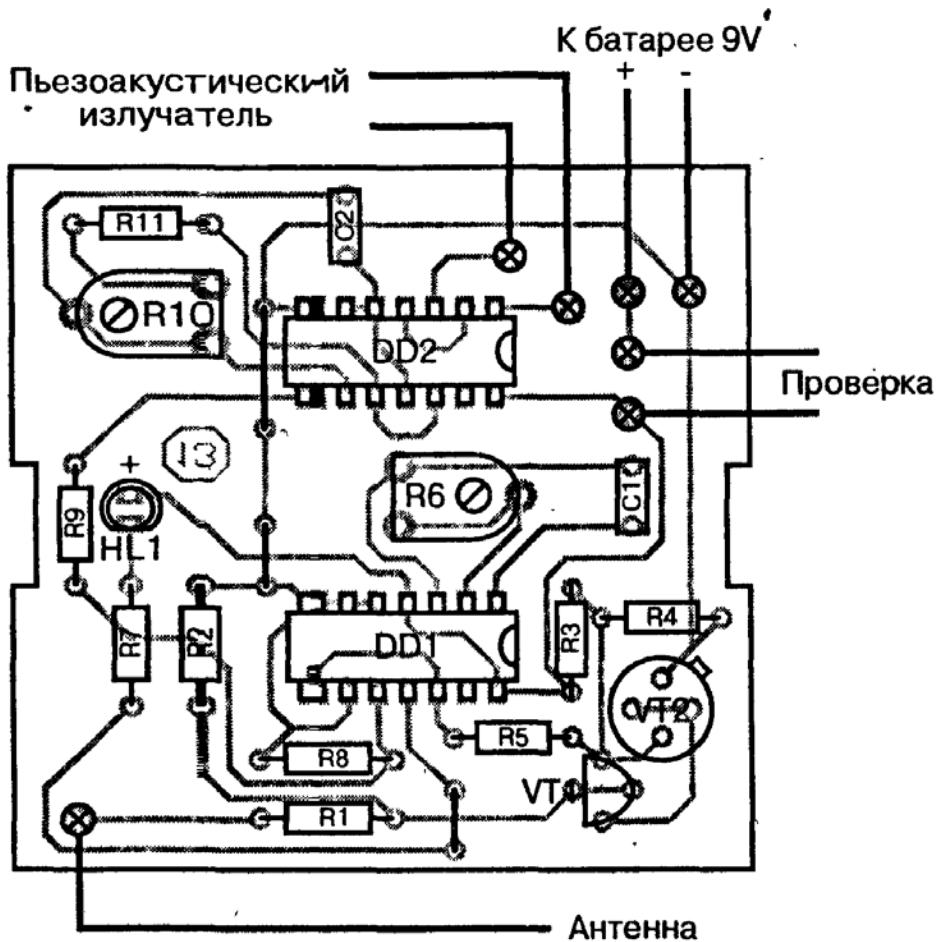 К батарее 9V
+ -
Пьезоакустический
излучатель
C2
R11
R10
DD2
Проверка
13
+
R6
C1
R9
HL1
R7
R2
DD1
R3
R4
VT2
R5
R8
VT
R1
Антенна